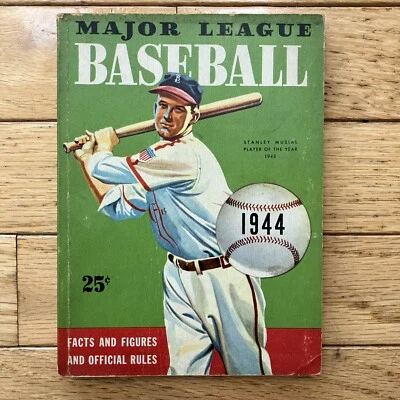 MAJOR LEAGUE
BASEBALL
STANLEY MUSIAL
PLAYER OF THE YEAR
1943
1944
25¢
FACTS AND FIGURES
AND OFFICIAL RULES